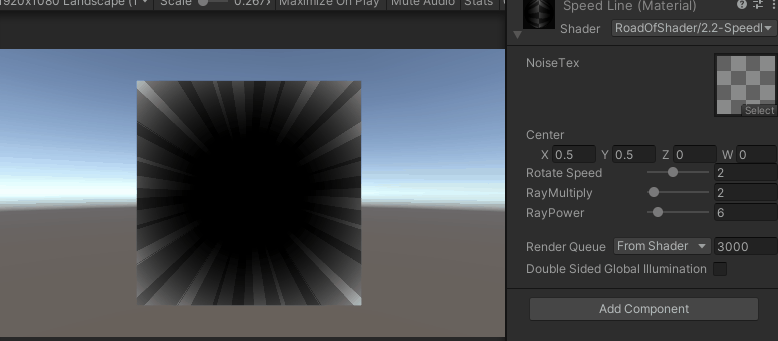 1920x1080 Landscape (1
Scale
0.267x
Maximize On Play
Mute Audio
Stats
Speed Line (Material)
Shader
RoadOfShader/2.2-Speedl
NoiseTex
Select
Center
X 0.5 Y 0.5 Z 0 W 0
Rotate Speed 2
RayMultiply 2
RayPower 6
Render Queue From Shader 3000
Double Sided Global Illumination
Add Component